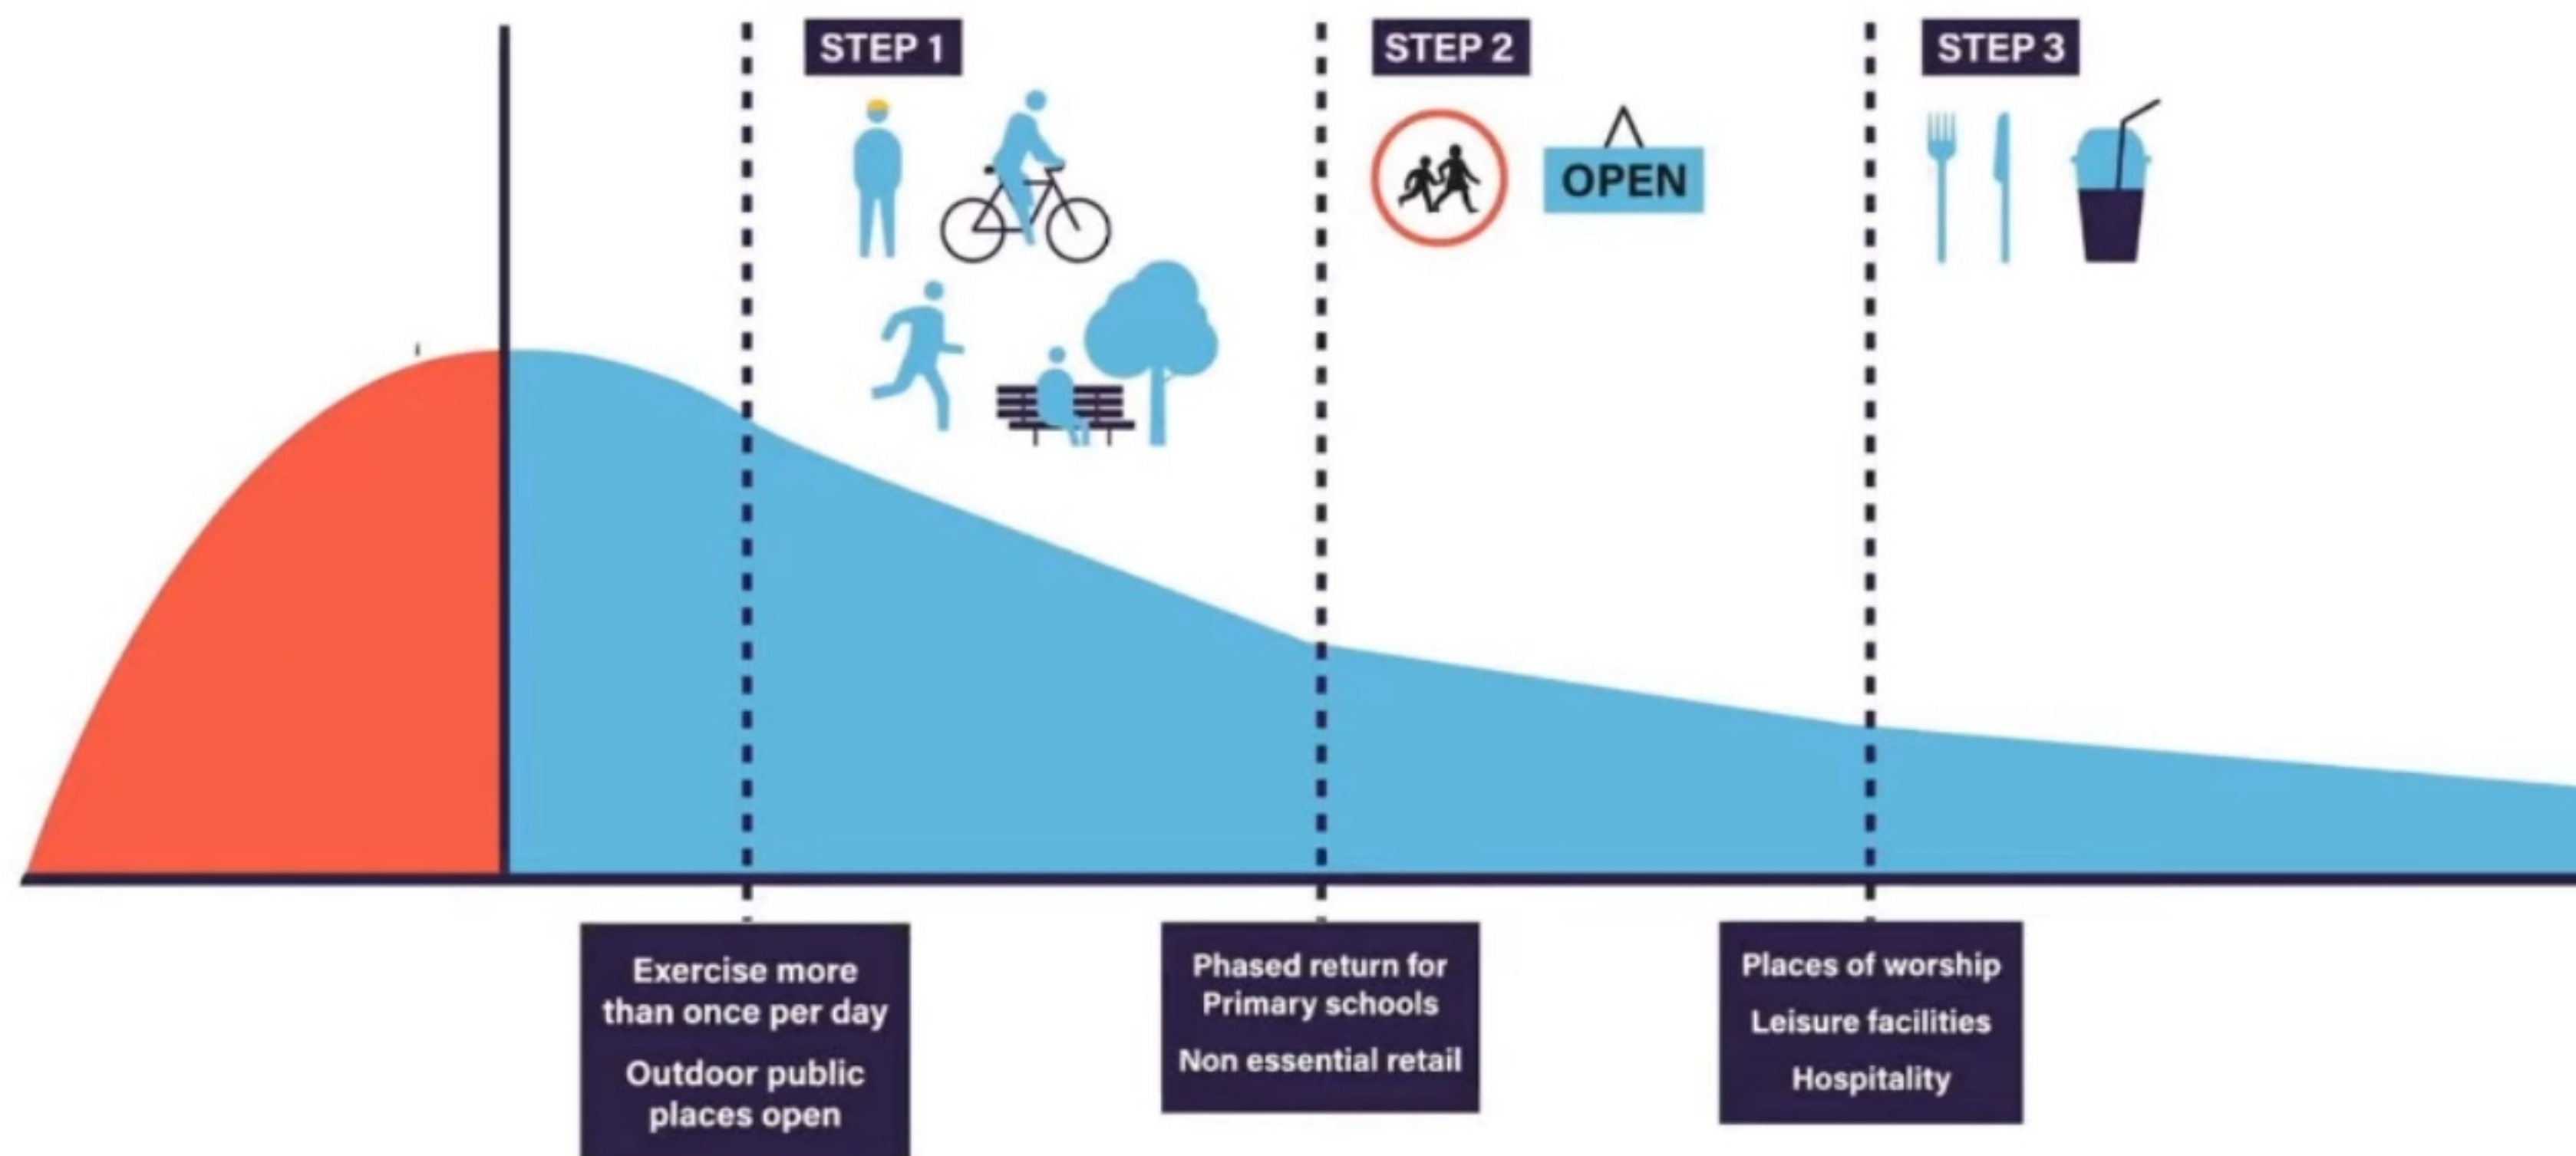 STEP 1
STEP 2
STEP 3
OPEN
Exercise more
than once per day
Outdoor public
places open
Phased return for
Primary schools
Non essential retail
Places of worship
Leisure facilities
Hospitality